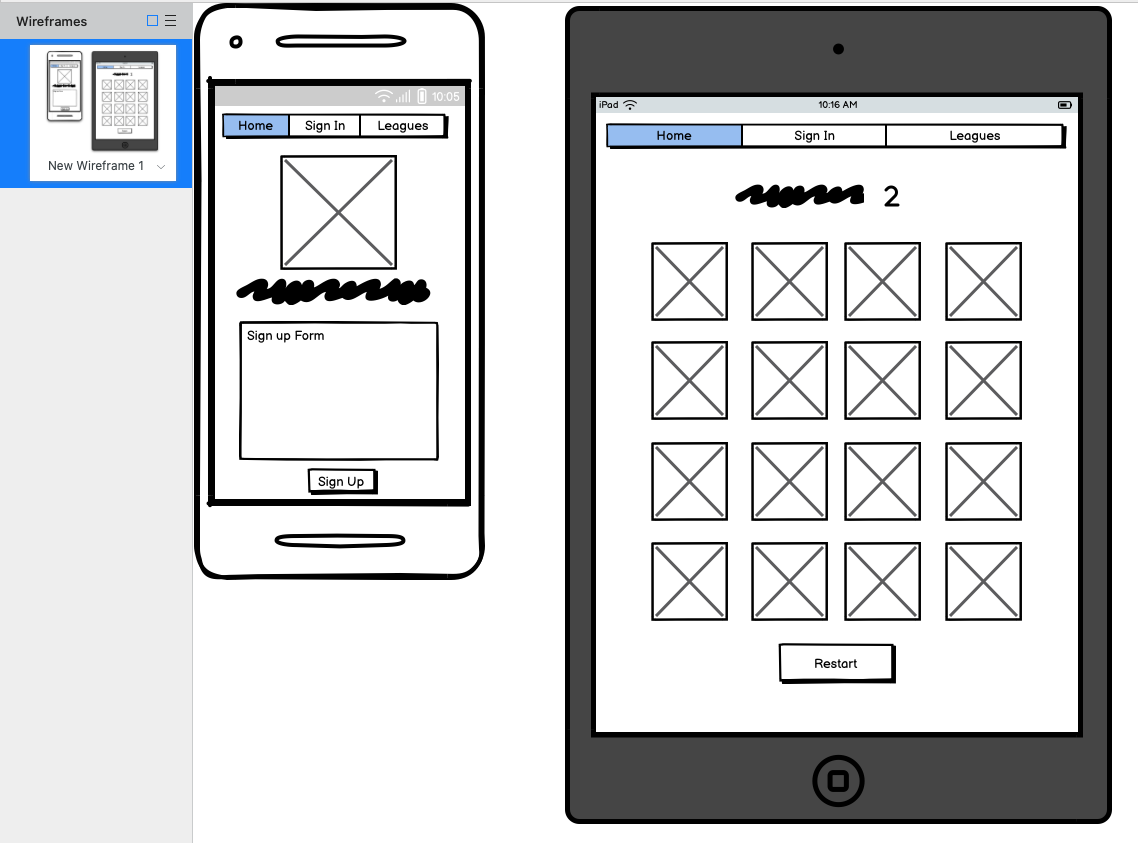 Wireframes
New Wireframe 1
10:05
Home Sign In Leagues
Sign up Form
Sign Up
iPad 10:16 AM
Home Sign In Leagues
2
Restart